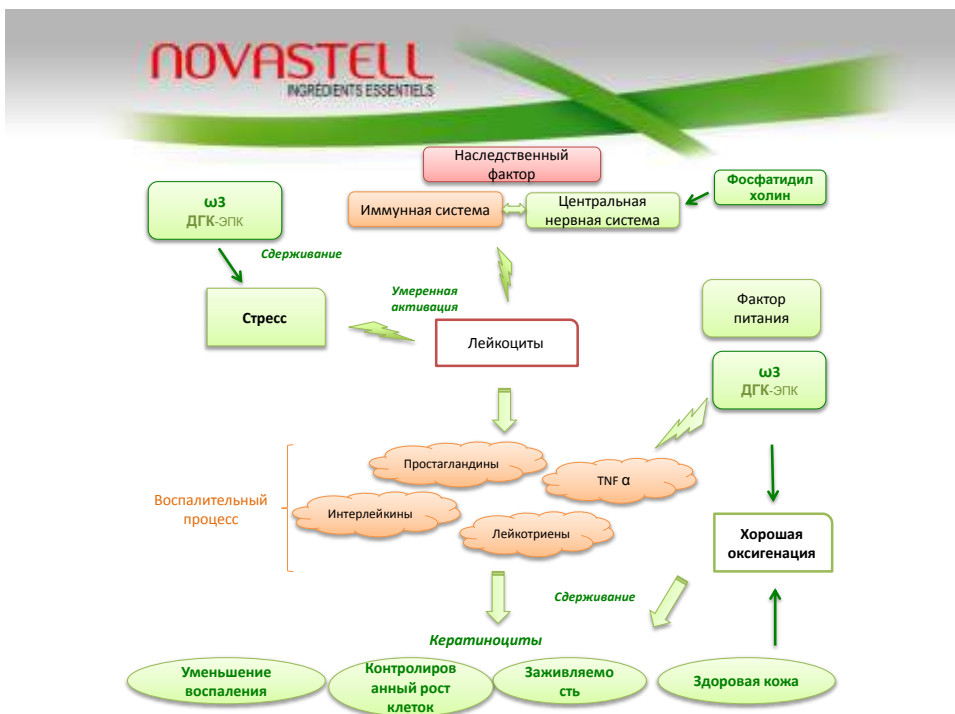 NOVASTELL
INGRÉDIENTS ESSENTIELS
Наследственный
фактор
Фосфатидил
холин
ω3
ДГК-ЭПК
Иммунная система
Центральная
нервная система
Сдерживание
Умеренная
активация
Стресс
Фактор
питания
Лейкоциты
ω3
ДГК-ЭПК
Простагландины
TNF α
Воспалительный
процесс
Интерлейкины
Лейкотриены
Хорошая
оксигенация
Сдерживание
Кератиноциты
Уменьшение
воспаления
Контролиров
анный рост
клеток
Заживляемо
сть
Здоровая кожа